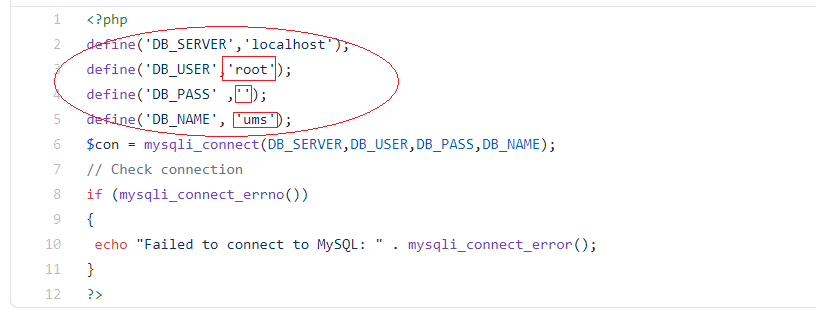 1 <?php
2 define('DB_SERVER','localhost');
3 define('DB_USER','root');
4 define('DB_PASS' ,'');
5 define('DB_NAME', 'ums');
6 $con = mysqli_connect(DB_SERVER,DB_USER,DB_PASS,DB_NAME);
7 // Check connection
8 if (mysqli_connect_errno())
9 {
10 echo "Failed to connect to MySQL: " . mysqli_connect_error();
11 }
12 ?>